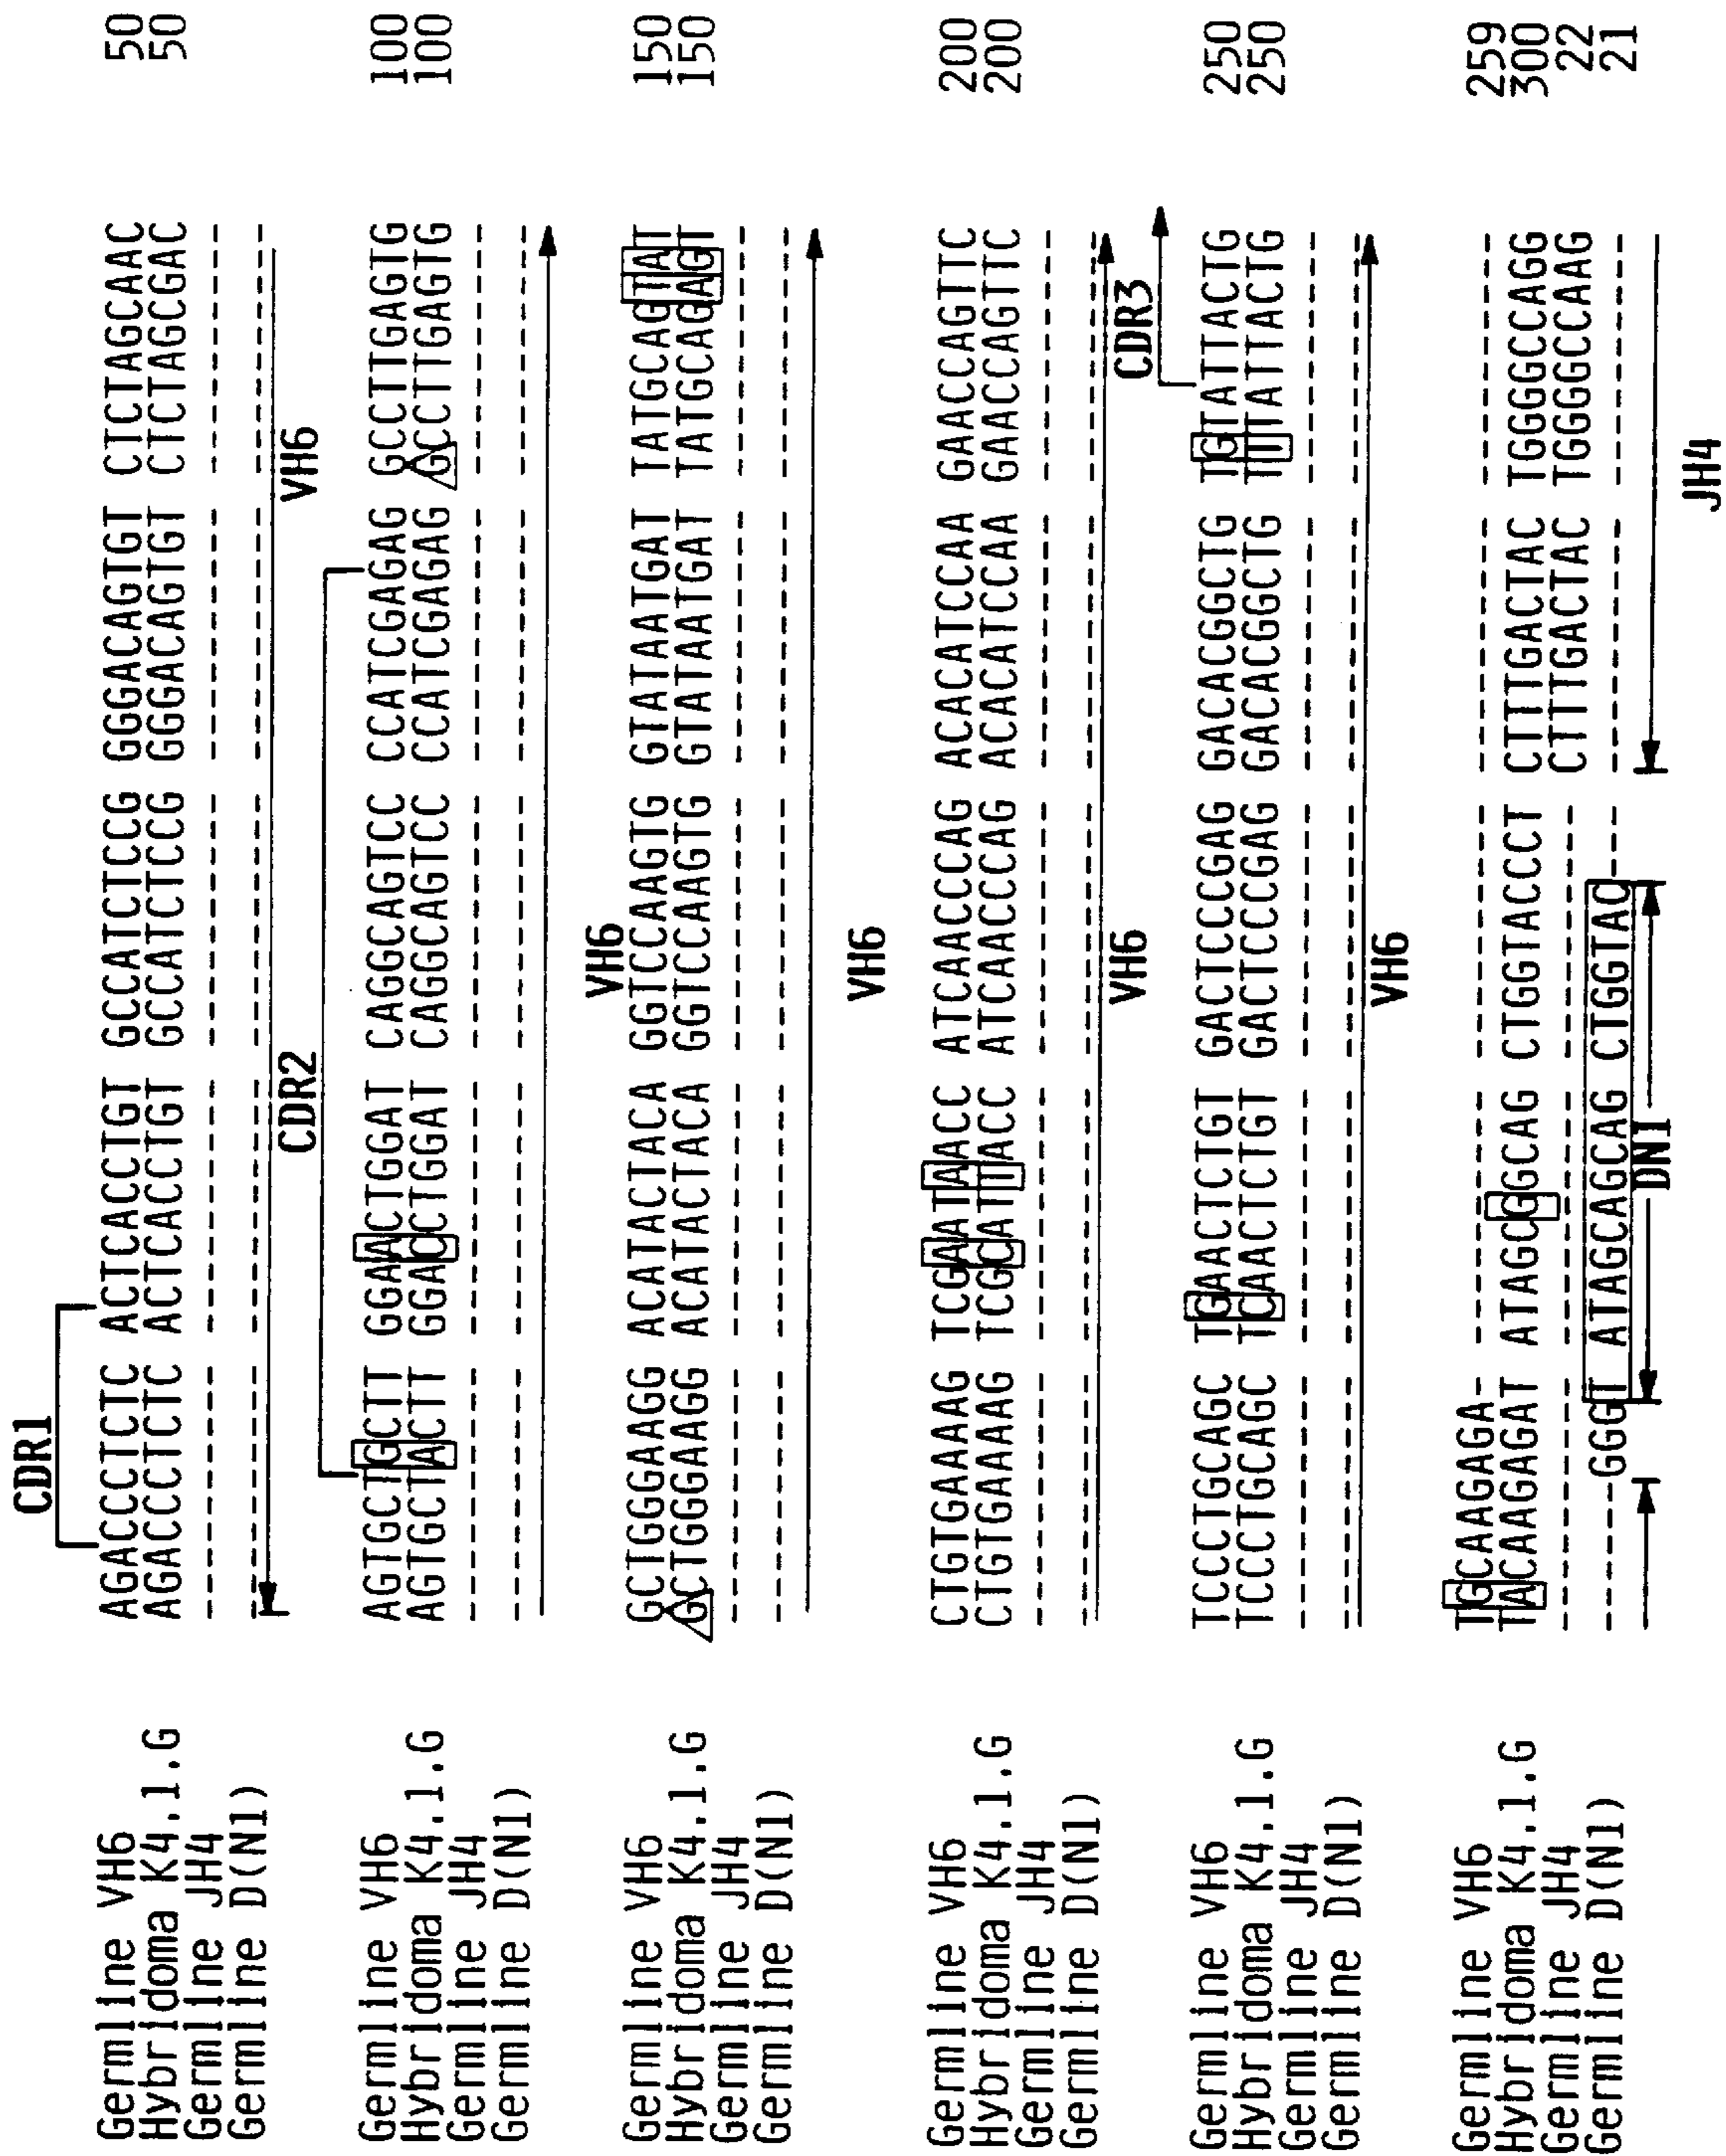 CDR1
Germline VH6 AGACCCTCTC ACTCACCTGT GCCATCTCCG GGGACAGTGT CTCTAGCAAC 50
Hybridoma K4.1.G AGACCCTCTC ACTCACCTGT GCCATCTCCG GGGACAGTGT CTCTAGCGAC 50
Germline JH4 ---------- ---------- ---------- ---------- ----------
Germline D(N1) ---------- ---------- ---------- ---------- ----------
VH6
CDR2
Germline VH6 AGTGCTGCTT GGAACTGGAT CAGGCAGTCC CCATCGAGAG GCCTTGAGTG 100
Hybridoma K4.1.G AGTGCTACTT GGACCTGGAT CAGGCAGTCC CCATCGAGAG GCCTTGAGTG 100
Germline JH4 ---------- ---------- ---------- ---------- ----------
Germline D(N1) ---------- ---------- ---------- ---------- ----------
VH6
Germline VH6 GCTGGGAAGG ACATACTACA GGTCCAAGTG GTATAATGAT TATGCAGTAT 150
Hybridoma K4.1.G GCTGGGAAGG ACATACTACA GGTCCAAGTG GTATAATGAT TATGCAGAGT 150
Germline JH4 ---------- ---------- ---------- ---------- ----------
Germline D(N1) ---------- ---------- ---------- ---------- ----------
VH6
Germline VH6 CTGTGAAAAG TCGAATAACC ATCAACCCAG ACACATCCAA GAACCAGTTC 200
Hybridoma K4.1.G CTGTGAAAAG TCGCATTACC ATCAACCCAG ACACATCCAA GAACCAGTTC 200
Germline JH4 ---------- ---------- ---------- ---------- ----------
Germline D(N1) ---------- ---------- ---------- ---------- ----------
VH6
CDR3
Germline VH6 TCCCTGCAGC TGAACTCTGT GACTCCCGAG GACACGGCTG TGTATTACTG 250
Hybridoma K4.1.G TCCCTGCAGC TCAACTCTGT GACTCCCGAG GACACGGCTG TTTATTACTG 250
Germline JH4 ---------- ---------- ---------- ---------- ----------
Germline D(N1) ---------- ---------- ---------- ---------- ----------
VH6
Germline VH6 TGCAAGAGA- ---------- ---------- ---------- ---------- 259
Hybridoma K4.1.G TACAAGAGAT ATAGCGGCAG CTGGTACCCT CTTTGACTAC TGGGGCCAGG 300
Germline JH4 ---------- ---------- ---------- CTTTGACTAC TGGGGCCAAG 22
Germline D(N1) ------GGGT ATAGCAGCAG CTGGTAC--- ---------- ---------- 21
DN1
JH4